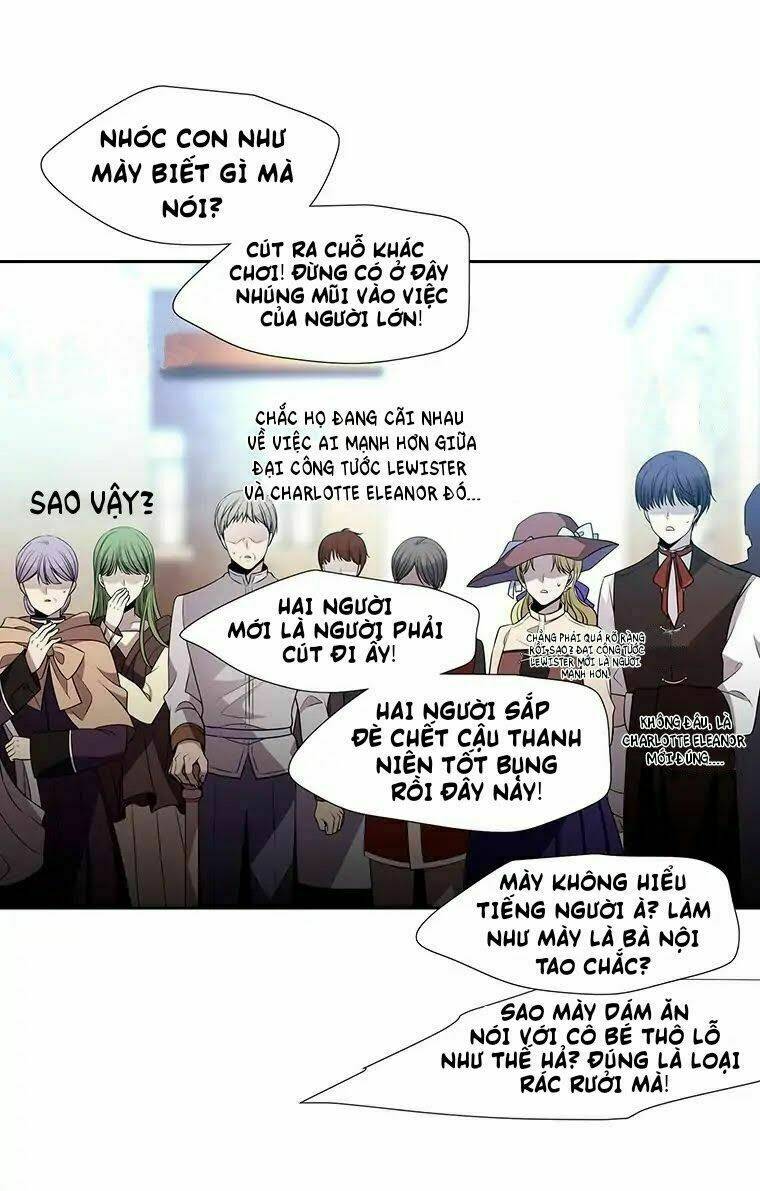 NHÓC CON NHƯ
MÀY BIẾT GÌ MÀ
NÓI?
CÚT RA CHỖ KHÁC
CHƠI! ĐỪNG CÓ Ở ĐÂY
NHÚNG MŨI VÀO VIỆC
CỦA NGƯỜI LỚN!
CHẮC HỌ ĐANG CÃI NHAU
VỀ VIỆC AI MẠNH HƠN GIỮA
ĐẠI CÔNG TƯỚC LEWISTER
VÀ CHARLOTTE ELEANOR ĐÓ...
SAO VẬY?
HAI NGƯỜI
MỚI LÀ NGƯỜI PHẢI
CÚT ĐI ẤY!
CHẲNG PHẢI QUÁ RÕ RÀNG
RỒI SAO? ĐẠI CÔNG TƯỚC
LEWISTER MỚI LÀ NGƯỜI
MẠNH HƠN.
HAI NGƯỜI SẮP
ĐÈ CHẾT CẬU THANH
NIÊN TỐT BỤNG
RỒI ĐÂY NÀY!
KHÔNG ĐÂU, LÀ
CHARLOTTE ELEANOR
MỚI ĐÚNG....
MÀY KHÔNG HIỂU
TIẾNG NGƯỜI À? LÀM
NHƯ MÀY LÀ BÀ NỘI
TAO CHẮC?
SAO MÀY DÁM ĂN
NÓI VỚI CÔ BÉ THÔ LỖ
NHƯ THẾ HẢ? ĐÚNG LÀ LOẠI
RÁC RƯỞI MÀ!